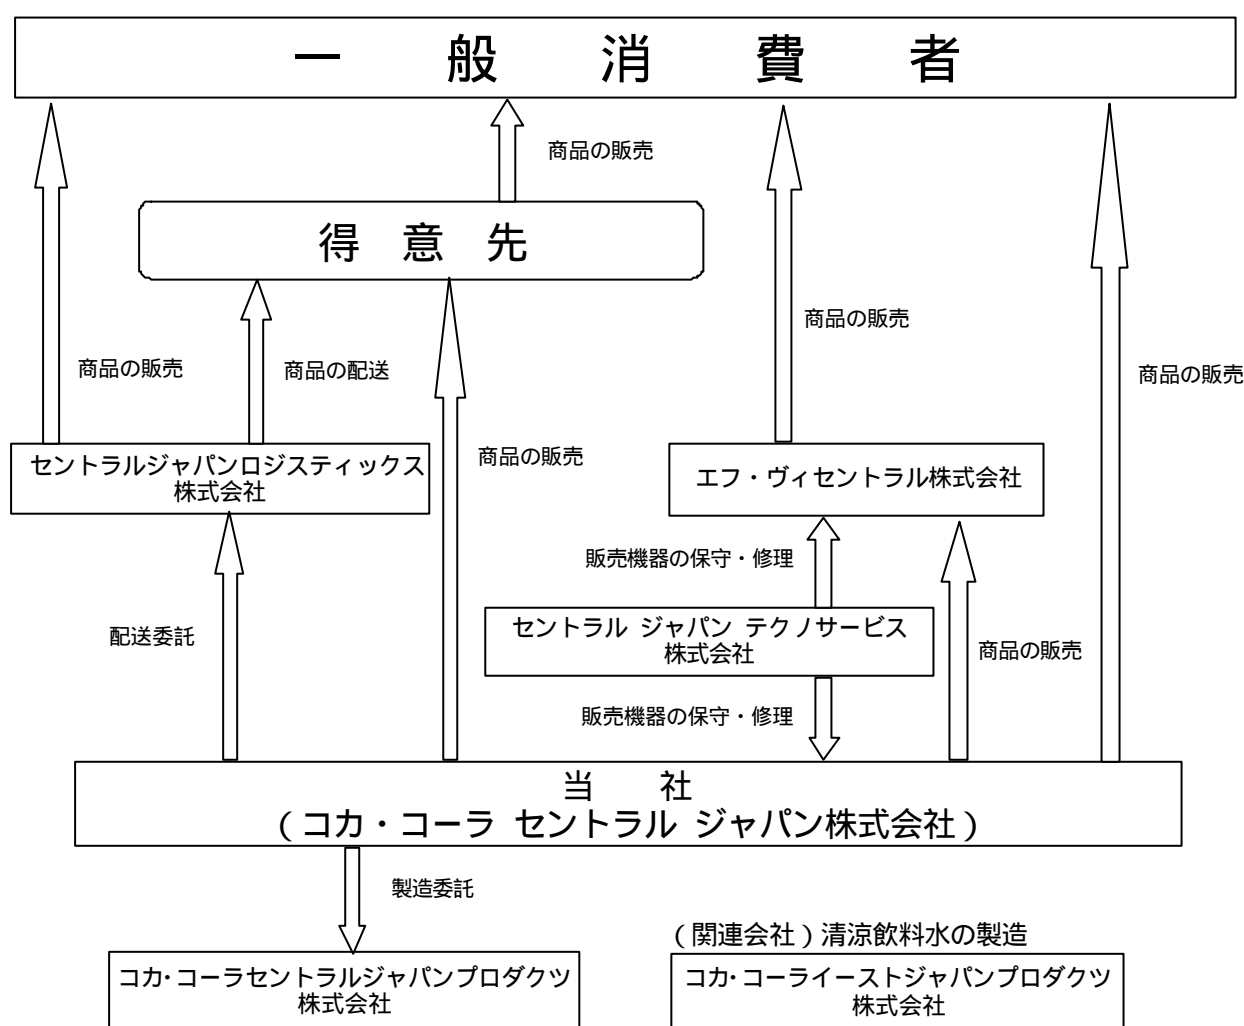 一 般 消 費 者
商品の販売
得 意 先
商品の販売
商品の販売
商品の配送
商品の販売
商品の販売
セントラルジャパンロジスティックス
株式会社
エフ・ヴィセントラル株式会社
販売機器の保守・修理
配送委託
セントラル ジャパン テクノサービス
株式会社
商品の販売
販売機器の保守・修理
当 社
(コカ・コーラ セントラル ジャパン株式会社)
製造委託
(関連会社)清涼飲料水の製造
コカ・コーラセントラルジャパンプロダクツ
株式会社
コカ・コーライーストジャパンプロダクツ
株式会社